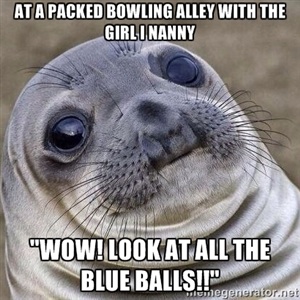 AT A PACKED BOWLING ALLEY WITH THE
GIRL I NANNY
"WOW! LOOK AT ALL THE
BLUE BALLS!!"
memegenerator.net